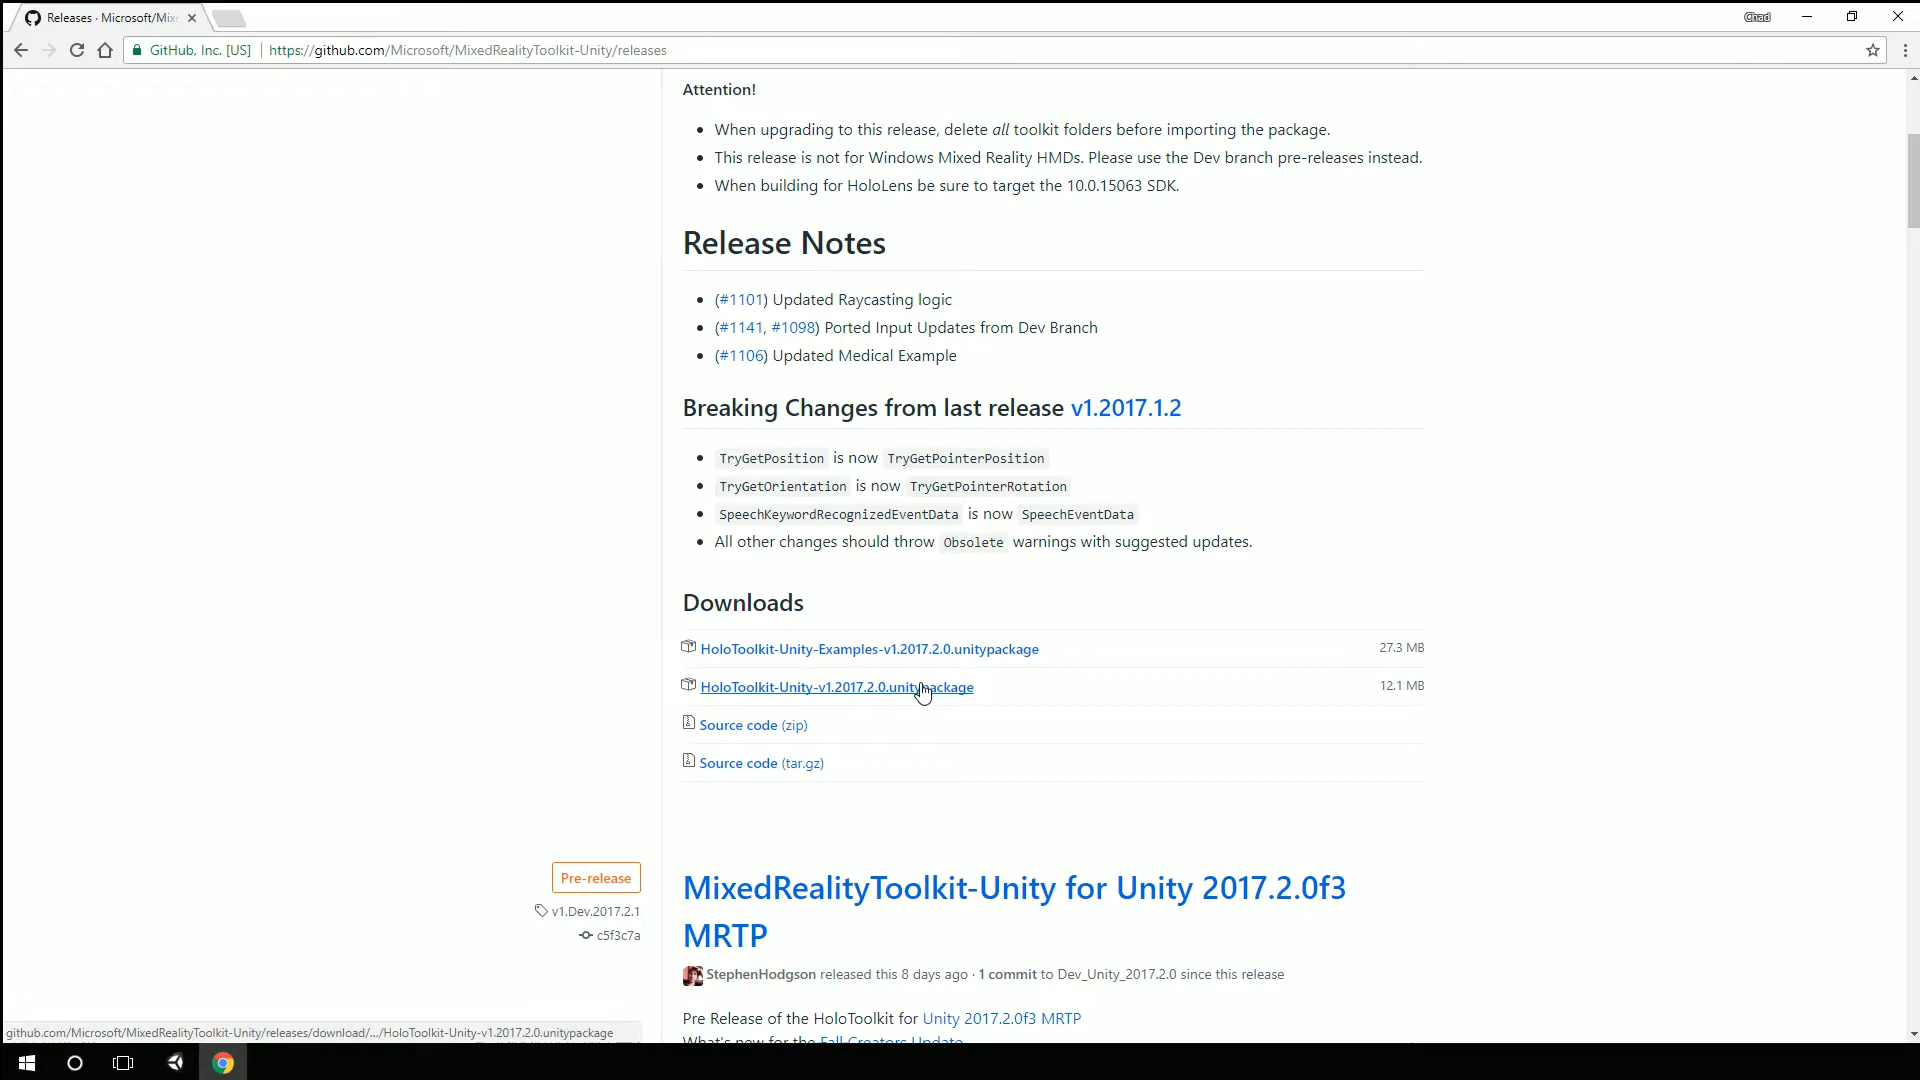 Releases · Microsoft/Mix
Chad
GitHub, Inc. [US]
https://github.com/Microsoft/MixedRealityToolkit-Unity/releases
Attention!
When upgrading to this release, delete all toolkit folders before importing the package.
This release is not for Windows Mixed Reality HMDs. Please use the Dev branch pre-releases instead.
When building for HoloLens be sure to target the 10.0.15063 SDK.
Release Notes
(#1101) Updated Raycasting logic
(#1141, #1098) Ported Input Updates from Dev Branch
(#1106) Updated Medical Example
Breaking Changes from last release v1.2017.1.2
TryGetPosition is now TryGetPointerPosition
TryGetOrientation is now TryGetPointerRotation
SpeechKeywordRecognizedEventData is now SpeechEventData
All other changes should throw Obsolete warnings with suggested updates.
Downloads
HoloToolkit-Unity-Examples-v1.2017.2.0.unitypackage 27.3 MB
HoloToolkit-Unity-v1.2017.2.0.unitypackage 12.1 MB
Source code (zip)
Source code (tar.gz)
Pre-release
v1.Dev.2017.2.1
c5f3c7a
MixedRealityToolkit-Unity for Unity 2017.2.0f3
MRTP
StephenHodgson released this 8 days ago · 1 commit to Dev_Unity_2017.2.0 since this release
Pre Release of the HoloToolkit for Unity 2017.2.0f3 MRTP
What's new for the Fall Creators Update
github.com/Microsoft/MixedRealityToolkit-Unity/releases/download/.../HoloToolkit-Unity-v1.2017.2.0.unitypackage